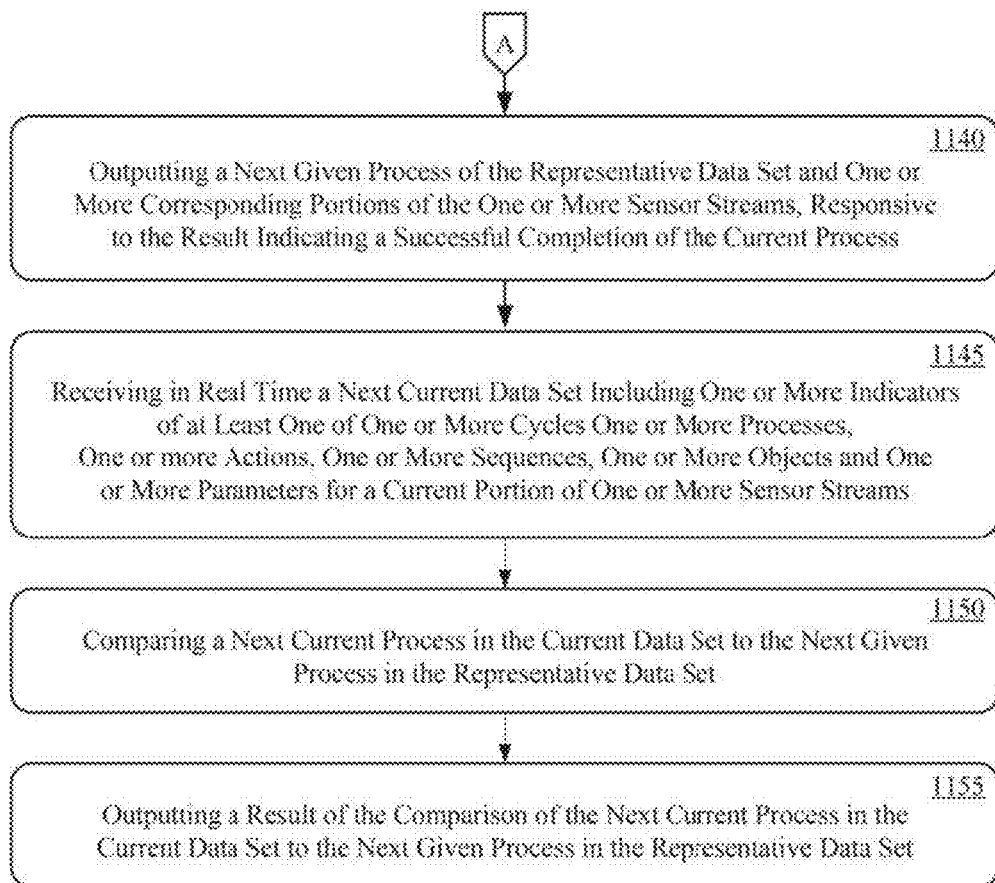 A
1140
Outputting a Next Given Process of the Representative Data Set and One or
More Corresponding Portions of the One or More Sensor Streams, Responsive
to the Result Indicating a Successful Completion of the Current Process
1145
Receiving in Real Time a Next Current Data Set Including One or More Indicators
of at Least One of One or More Cycles One or More Processes,
One or more Actions, One or More Sequences, One or More Objects and One
or More Parameters for a Current Portion of One or More Sensor Streams
1150
Comparing a Next Current Process in the Current Data Set to the Next Given
Process in the Representative Data Set
1155
Outputting a Result of the Comparison of the Next Current Process in the
Current Data Set to the Next Given Process in the Representative Data Set